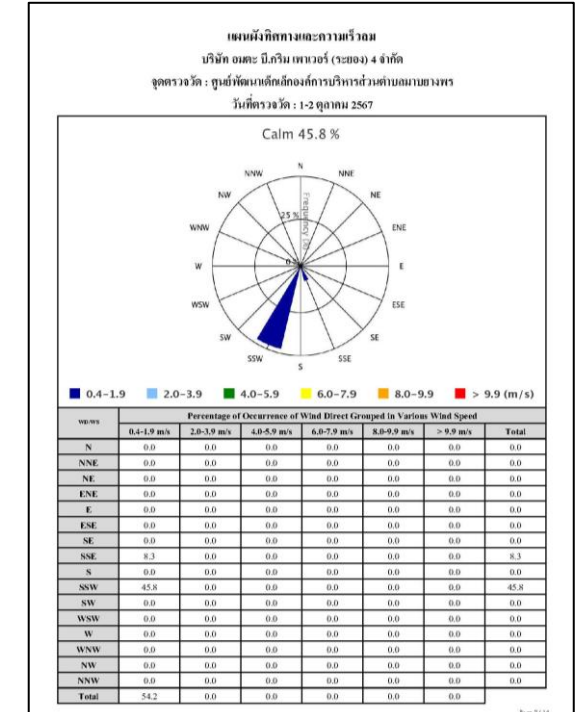 แผนผังทิศทางและความเร็วลม
บริษัท อมตะ บี.กริม เพาเวอร์ (ระยอง) 4 จำกัด
จุดตรวจวัด : ศูนย์พัฒนาเด็กเล็กองค์การบริหารส่วนตำบลมาบยางพร
วันที่ตรวจวัด : 1-2 ตุลาคม 2567
Calm 45.8 %
N
NNW NNE
NW NE
25 %
Frequency (%)
WNW ENE
0 %
W E
WSW ESE
SW SE
SSW SSE
S
0.4-1.9 2.0-3.9 4.0-5.9 6.0-7.9 8.0-9.9 > 9.9 (m/s)
WD/WS Percentage of Occurrence of Wind Direct Grouped in Various Wind Speed
0.4-1.9 m/s 2.0-3.9 m/s 4.0-5.9 m/s 6.0-7.9 m/s 8.0-9.9 m/s > 9.9 m/s Total
N 0.0 0.0 0.0 0.0 0.0 0.0 0.0
NNE 0.0 0.0 0.0 0.0 0.0 0.0 0.0
NE 0.0 0.0 0.0 0.0 0.0 0.0 0.0
ENE 0.0 0.0 0.0 0.0 0.0 0.0 0.0
E 0.0 0.0 0.0 0.0 0.0 0.0 0.0
ESE 0.0 0.0 0.0 0.0 0.0 0.0 0.0
SE 0.0 0.0 0.0 0.0 0.0 0.0 0.0
SSE 8.3 0.0 0.0 0.0 0.0 0.0 8.3
S 0.0 0.0 0.0 0.0 0.0 0.0 0.0
SSW 45.8 0.0 0.0 0.0 0.0 0.0 45.8
SW 0.0 0.0 0.0 0.0 0.0 0.0 0.0
WSW 0.0 0.0 0.0 0.0 0.0 0.0 0.0
W 0.0 0.0 0.0 0.0 0.0 0.0 0.0
WNW 0.0 0.0 0.0 0.0 0.0 0.0 0.0
NW 0.0 0.0 0.0 0.0 0.0 0.0 0.0
NNW 0.0 0.0 0.0 0.0 0.0 0.0 0.0
Total 54.2 0.0 0.0 0.0 0.0 0.0